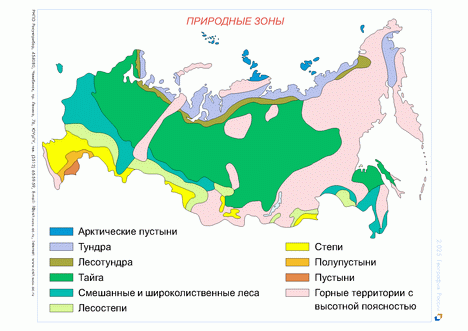 ПРИРОДНЫЕ ЗОНЫ
Арктические пустыни
Тундра
Лесотундра
Тайга
Смешанные и широколиственные леса
Лесостепи
Степи
Полупустыни
Пустыни
Горные территории с
высотной поясностью